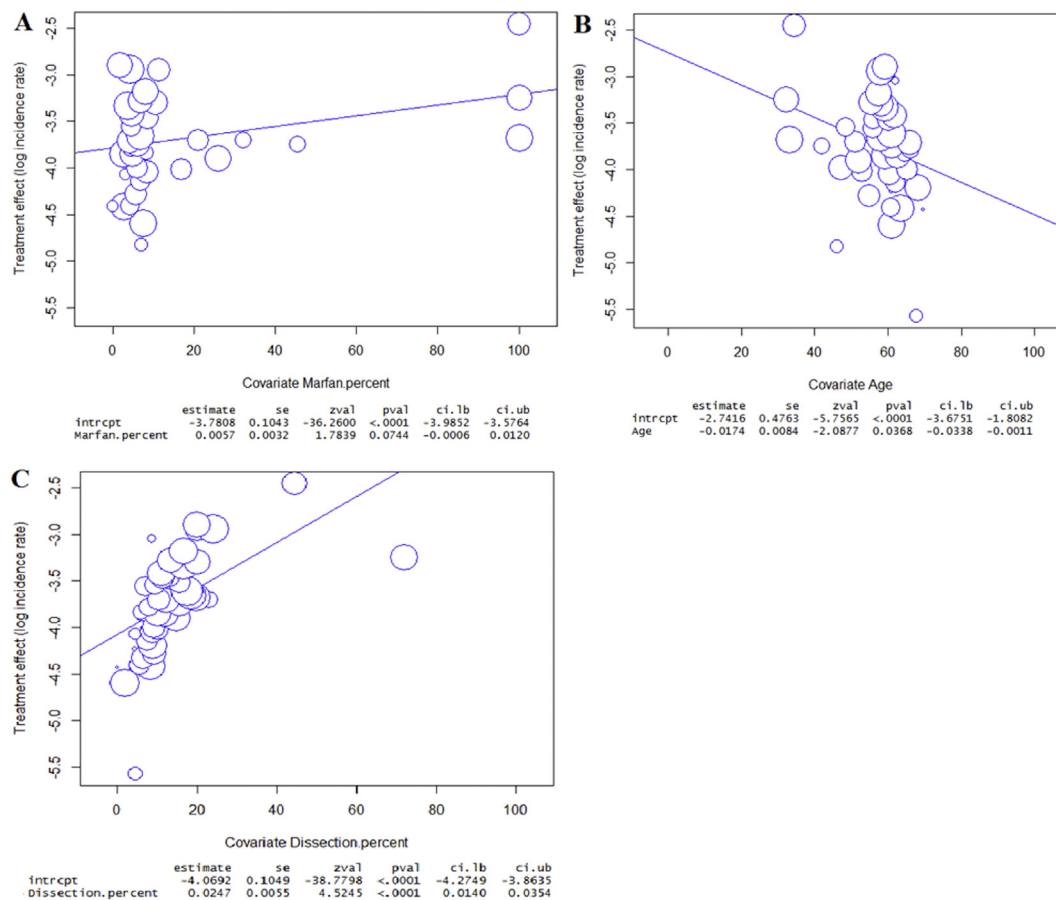 A
Treatment effect (log incidence rate)
-2.5
-3.0
-3.5
-4.0
-4.5
-5.0
-5.5
0 20 40 60 80 100
Covariate Marfan.percent
estimate se zval pval ci.lb ci.ub
intrcpt -3.7808 0.1043 -36.2600 <.0001 -3.9852 -3.5764
Marfan.percent 0.0057 0.0032 1.7839 0.0744 -0.0006 0.0120
B
Treatment effect (log incidence rate)
-2.5
-3.0
-3.5
-4.0
-4.5
-5.0
-5.5
0 20 40 60 80 100
Covariate Age
estimate se zval pval ci.lb ci.ub
intrcpt -2.7416 0.4763 -5.7565 <.0001 -3.6751 -1.8082
Age -0.0174 0.0084 -2.0877 0.0368 -0.0338 -0.0011
C
Treatment effect (log incidence rate)
-2.5
-3.0
-3.5
-4.0
-4.5
-5.0
-5.5
0 20 40 60 80 100
Covariate Dissection.percent
estimate se zval pval ci.lb ci.ub
intrcpt -4.0692 0.1049 -38.7798 <.0001 -4.2749 -3.8635
Dissection.percent 0.0247 0.0055 4.5245 <.0001 0.0140 0.0354